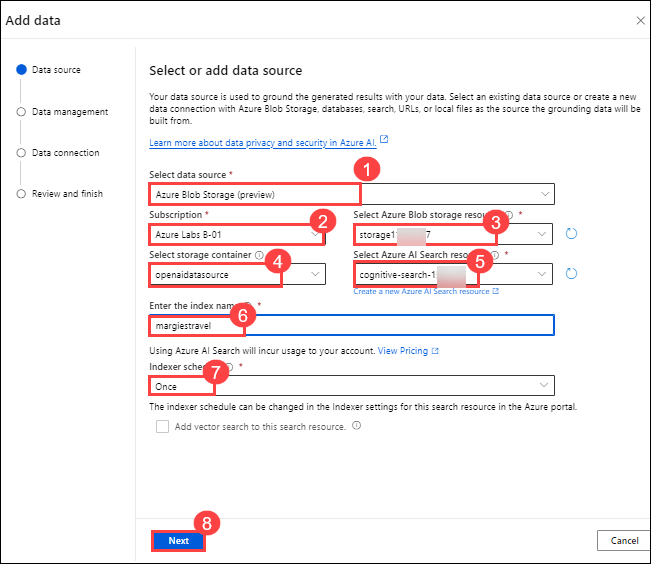 Add data
Data source
Data management
Data connection
Review and finish
Select or add data source
Your data source is used to ground the generated results with your data. Select an existing data source or create a new
data connection with Azure Blob Storage, databases, search, URLs, or local files as the source the grounding data will be
built from.
Learn more about data privacy and security in Azure AI.
1
Select data source *
Azure Blob Storage (preview)
Subscription *
2
Azure Labs B-01
Select Azure Blob storage resou
*
3
storage1
7
Select storage container
4
openaidatasource
Select Azure AI Search resou
*
5
cognitive-search-1
Create a new Azure AI Search resource
Enter the index nam
*
6
margiestravel
Using Azure AI Search will incur usage to your account. View Pricing
Indexer sche
*
7
Once
The indexer schedule can be changed in the Indexer settings for this search resource in the Azure portal.
Add vector search to this search resource.
8
Next
Cancel